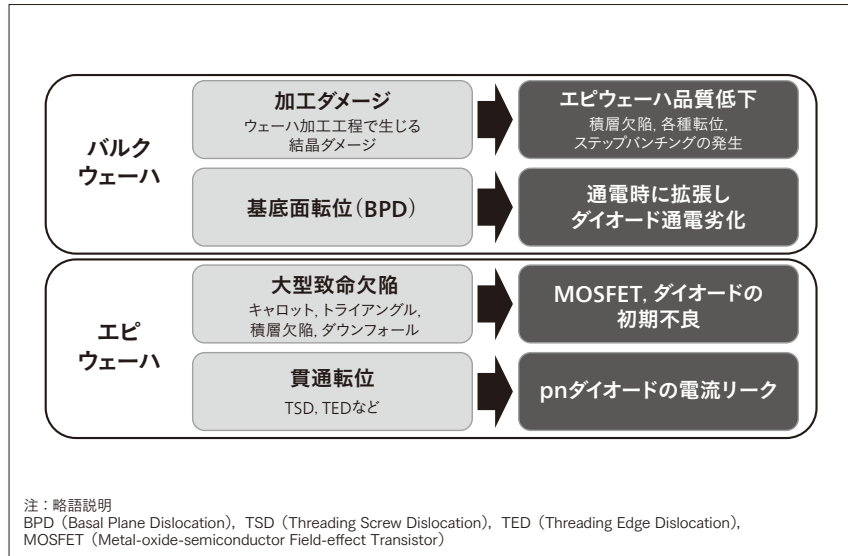 バルク
ウェーハ
加工ダメージ
ウェーハ加工工程で生じる
結晶ダメージ
エピウェーハ品質低下
積層欠陥, 各種転位,
ステップバンチングの発生
基底面転位（BPD）
通電時に拡張し
ダイオード通電劣化
エピ
ウェーハ
大型致命欠陥
キャロット, トライアングル,
積層欠陥, ダウンフォール
MOSFET, ダイオードの
初期不良
貫通転位
TSD, TEDなど
pnダイオードの電流リーク
注：略語説明
BPD（Basal Plane Dislocation）, TSD（Threading Screw Dislocation）, TED（Threading Edge Dislocation）,
MOSFET（Metal-oxide-semiconductor Field-effect Transistor）